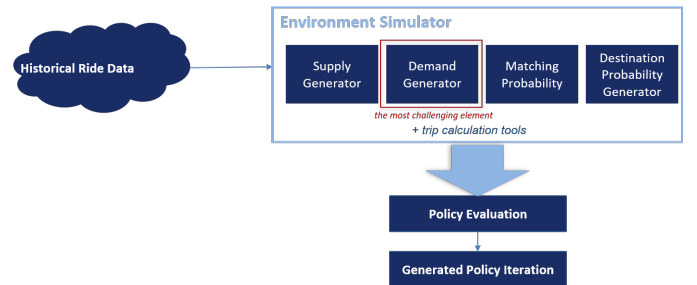 Environment Simulator
Historical Ride Data
Supply
Generator
Demand
Generator
Matching
Probability
Destination
Probability
Generator
the most challenging element
+ trip calculation tools
Policy Evaluation
Generated Policy Iteration